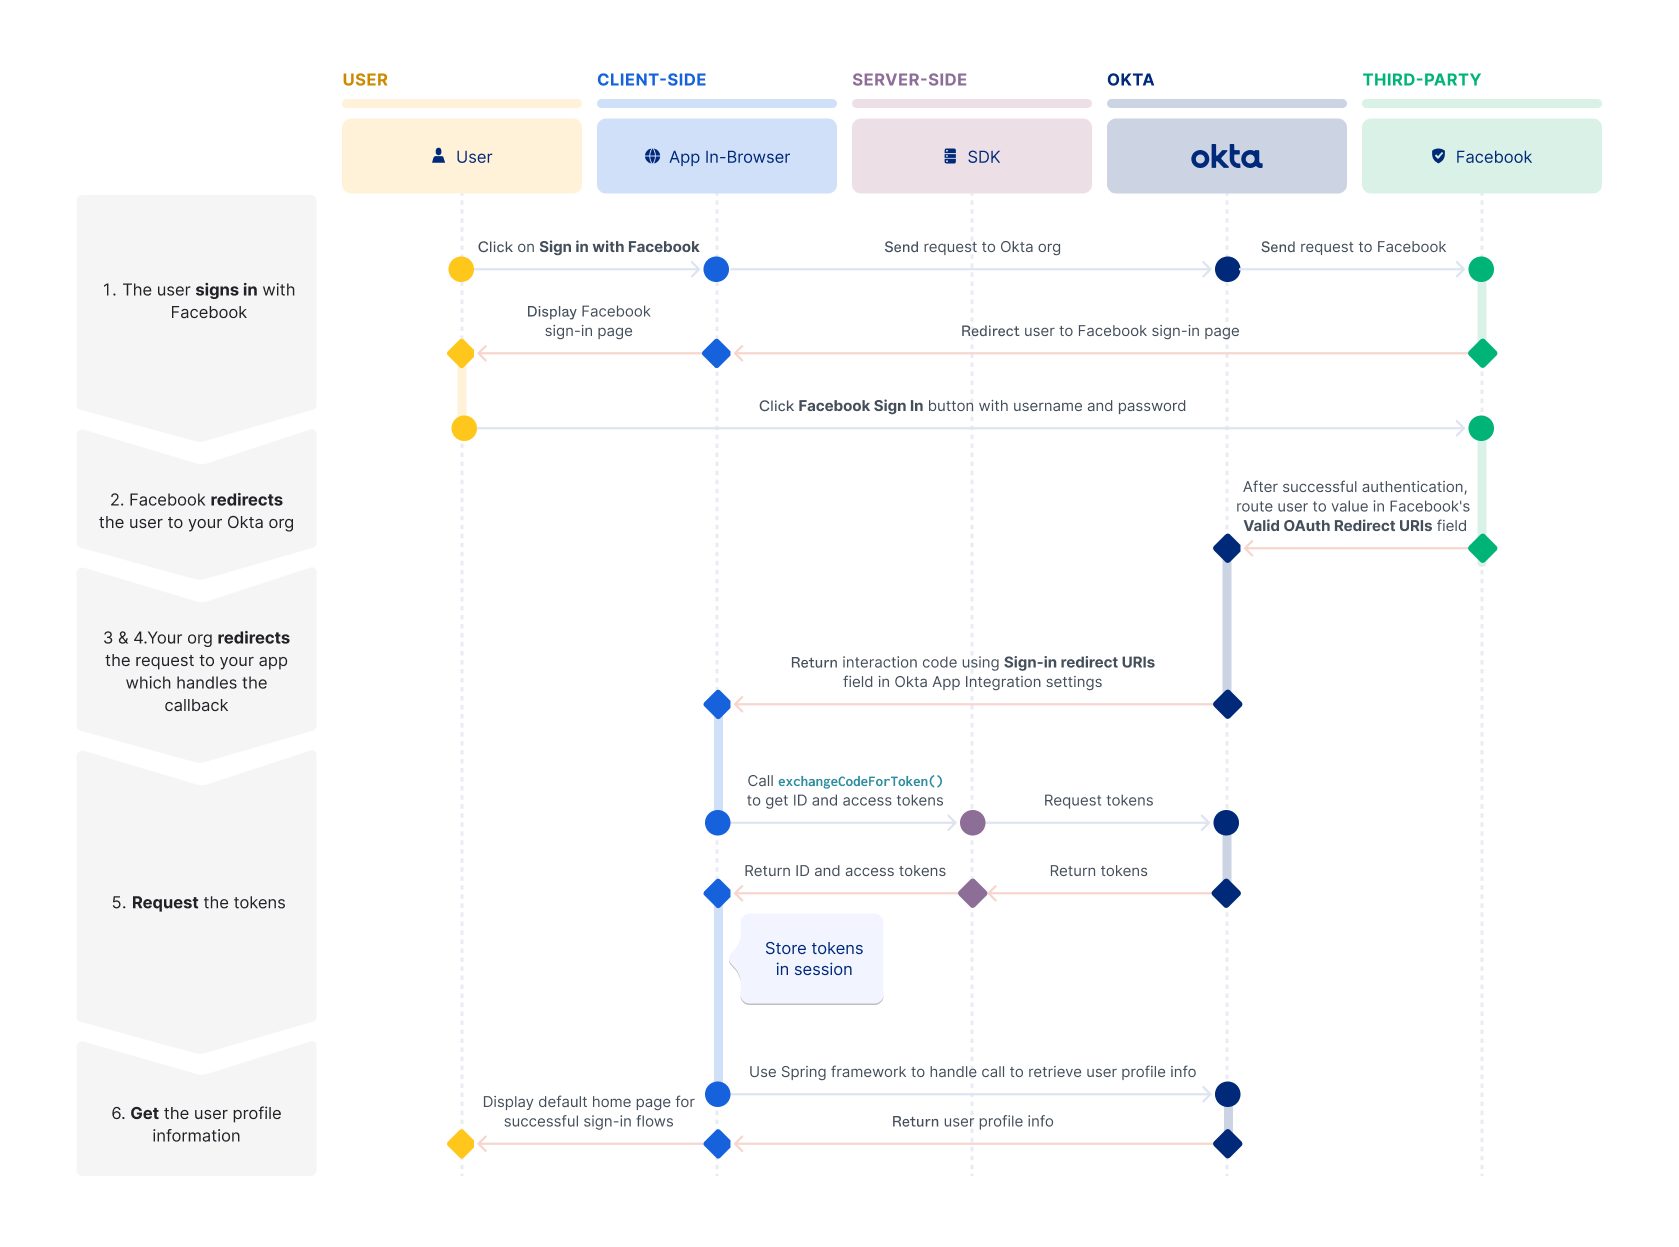 USER
CLIENT-SIDE
SERVER-SIDE
OKTA
THIRD-PARTY
User
App In-Browser
SDK
okta
Facebook
1. The user signs in with
Facebook
Click on Sign in with Facebook
Send request to Okta org
Send request to Facebook
Display Facebook
sign-in page
Redirect user to Facebook sign-in page
Click Facebook Sign In button with username and password
2. Facebook redirects
the user to your Okta org
After successful authentication,
route user to value in Facebook's
Valid OAuth Redirect URIs field
3 & 4.Your org redirects
the request to your app
which handles the
callback
Return interaction code using Sign-in redirect URIs
field in Okta App Integration settings
5. Request the tokens
Call exchangeCodeForToken()
to get ID and access tokens
Request tokens
Return ID and access tokens
Return tokens
Store tokens
in session
6. Get the user profile
information
Use Spring framework to handle call to retrieve user profile info
Display default home page for
successful sign-in flows
Return user profile info